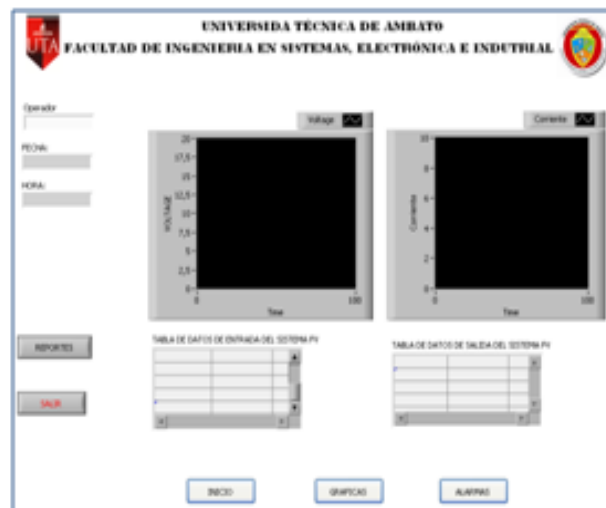 UNIVERSIDA TÉCNICA DE AMBATO
UTA
FACULTAD DE INGENIERIA EN SISTEMAS, ELECTRÓNICA E INDUTRIAL
Operador
FECHA:
HORA:
Voltage
VOLTAGE
20
17,5
15
12,5
10
7,5
5
2,5
0
0
100
Time
Corriente
Corriente
10
8
6
4
2
0
0
100
Time
REPORTES
SALIR
TABLA DE DATOS DE ENTRADA DEL SISTEMA PV
TABLA DE DATOS DE SALIDA DEL SISTEMA PV
INICIO
GRAFICAS
ALARMAS